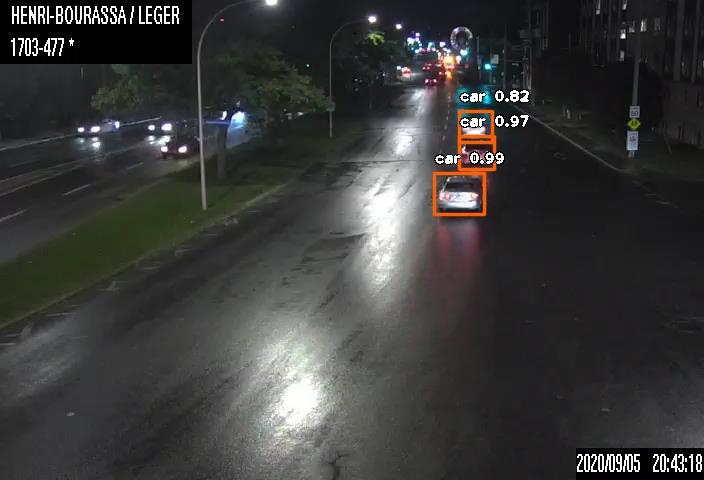 HENRI-BOURASSA / LEGER
1703-477 *
car 0.82
car 0.97
car 0.99
2020/09/05 20:43:18